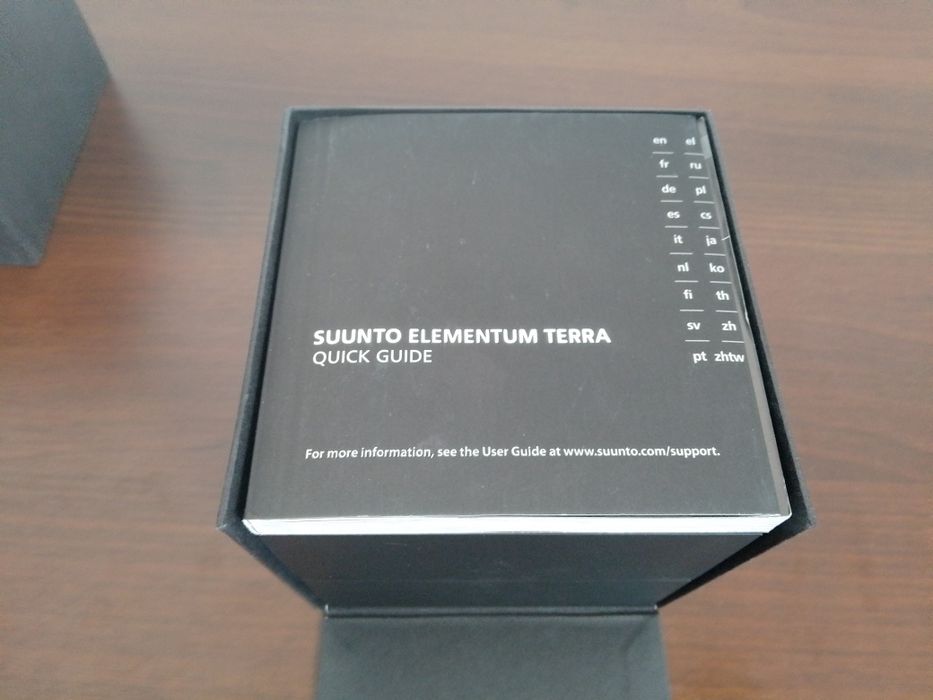 en el
fr ru
de pl
es cs
it ja
nl ko
fi th
sv zh
pt zhtw
SUUNTO ELEMENTUM TERRA
QUICK GUIDE
For more information, see the User Guide at www.suunto.com/support.